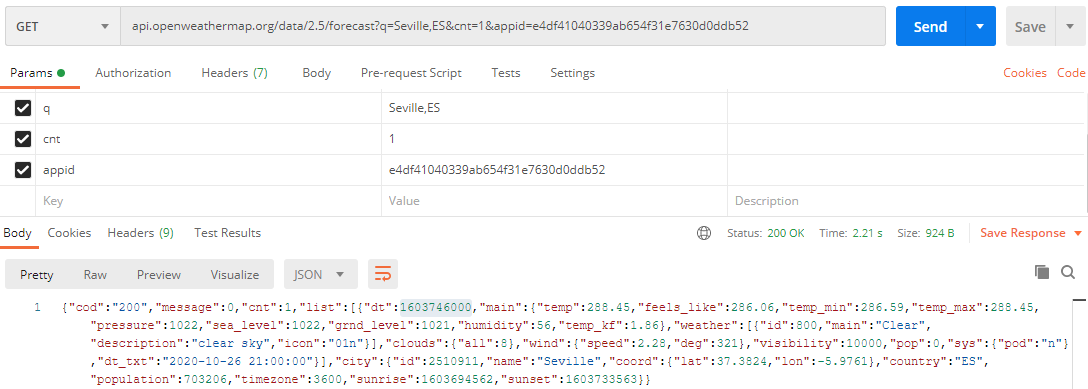 GET api.openweathermap.org/data/2.5/forecast?q=Seville,ES&cnt=1&appid=e4df41040339ab654f31e7630d0ddb52 Send Save
Params Authorization Headers (7) Body Pre-request Script Tests Settings Cookies Code
q Seville,ES
cnt 1
appid e4df41040339ab654f31e7630d0ddb52
Key Value Description
Body Cookies Headers (9) Test Results Status: 200 OK Time: 2.21 s Size: 924 B Save Response
Pretty Raw Preview Visualize JSON
1 {"cod":"200","message":0,"cnt":1,"list":[{"dt":1603746000,"main":{"temp":288.45,"feels_like":286.06,"temp_min":286.59,"temp_max":288.45,
"pressure":1022,"sea_level":1022,"grnd_level":1021,"humidity":56,"temp_kf":1.86},"weather":[{"id":800,"main":"Clear",
"description":"clear sky","icon":"01n"}],"clouds":{"all":8},"wind":{"speed":2.28,"deg":321},"visibility":10000,"pop":0,"sys":{"pod":"n"}
,"dt_txt":"2020-10-26 21:00:00"}],"city":{"id":2510911,"name":"Seville","coord":{"lat":37.3824,"lon":-5.9761},"country":"ES",
"population":703206,"timezone":3600,"sunrise":1603694562,"sunset":1603733563}}